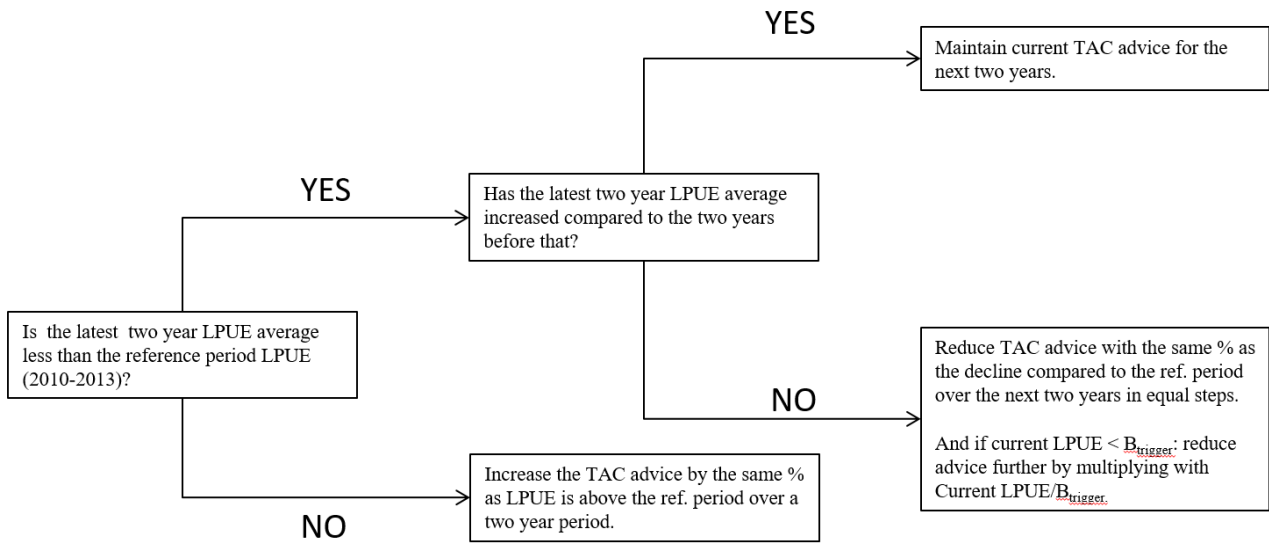 YES
Maintain current TAC advice for the
next two years.
YES
Has the latest two year LPUE average
increased compared to the two years
before that?
Is the latest two year LPUE average
less than the reference period LPUE
(2010-2013)?
Reduce TAC advice with the same % as
the decline compared to the ref. period
over the next two years in equal steps.
And if current LPUE < Btrigger: reduce
advice further by multiplying with
Current LPUE/Btrigger.
NO
Increase the TAC advice by the same %
as LPUE is above the ref. period over a
two year period.
NO